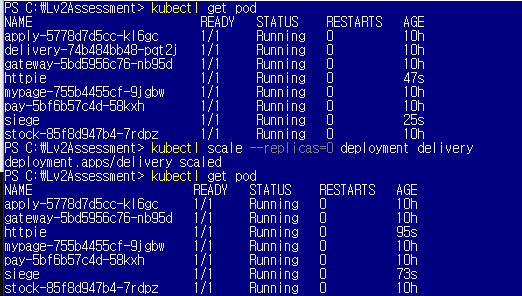 PS C:\Lv2Assessment> kubectl get pod
NAME READY STATUS RESTARTS AGE
apply-5778d7d5cc-kl6gc 1/1 Running 0 10h
delivery-74b484bb48-pqt2j 1/1 Running 0 10h
gateway-5bd5956c76-nb95d 1/1 Running 0 10h
httpie 1/1 Running 0 47s
mypage-755b4455cf-9jgbw 1/1 Running 0 10h
pay-5bf6b57c4d-58kxh 1/1 Running 0 10h
siege 1/1 Running 0 25s
stock-85f8d947b4-7rdpz 1/1 Running 0 10h
PS C:\Lv2Assessment> kubectl scale --replicas=0 deployment delivery
deployment.apps/delivery scaled
PS C:\Lv2Assessment> kubectl get pod
NAME READY STATUS RESTARTS AGE
apply-5778d7d5cc-kl6gc 1/1 Running 0 10h
gateway-5bd5956c76-nb95d 1/1 Running 0 10h
httpie 1/1 Running 0 95s
mypage-755b4455cf-9jgbw 1/1 Running 0 10h
pay-5bf6b57c4d-58kxh 1/1 Running 0 10h
siege 1/1 Running 0 73s
stock-85f8d947b4-7rdpz 1/1 Running 0 10h